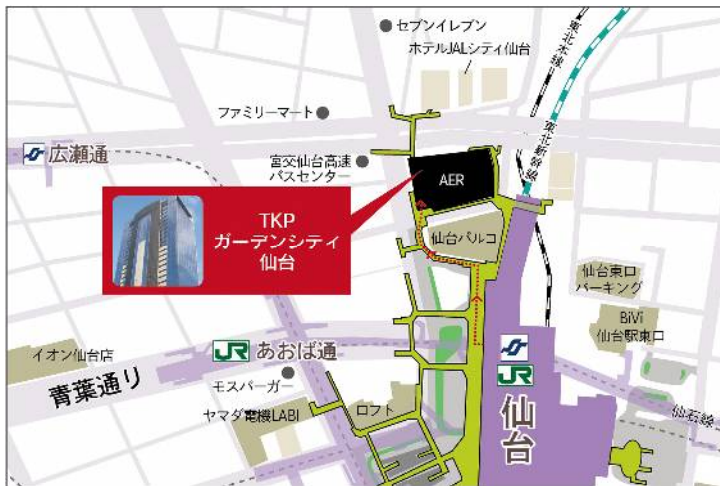 セブンイレブン
ホテルJALシティ仙台
東北本線
東北新幹線
ファミリーマート
広瀬通
宮交仙台高速
バスセンター
AER
TKP
ガーデンシティ
仙台
仙台パルコ
仙台東口
パーキング
BiVi
仙台駅東口
イオン仙台店
JR あおば通
青葉通り
モスバーガー
ヤマダ電機LABI
ロフト
JR
仙台
仙石線